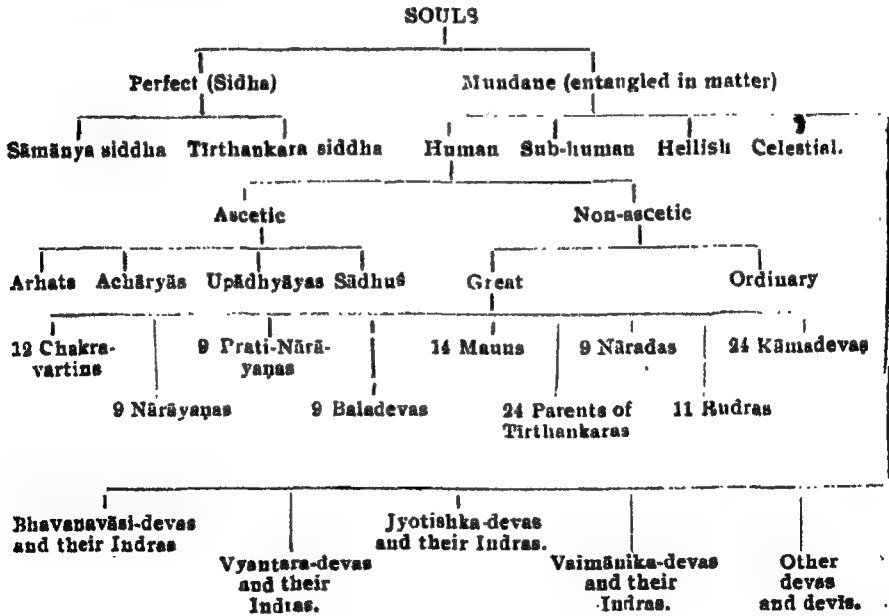 SOULS
Perfect (Sidha) Mundane (entangled in matter)
Sāmānya siddha Tīrthankara siddha Human Sub-human Hellish Celestial.
Ascetic Non-ascetic
Arhats Achāryās Upādhyāyas Sādhus Great Ordinary
12 Chakra- 9 Prati-Nārā- 14 Manus 9 Nāradas 24 Kāmadevas
vartins yaṇas
9 Nārāyaṇas 9 Baladevas 24 Parents of 11 Rudras
Tīrthankaras
Bhavanavāsi-devas Jyotishka-devas
and their Indras and their Indras.
Vyantara-devas Vaimānika-devas Other
and their and their devas
Indras. Indras. and devis.